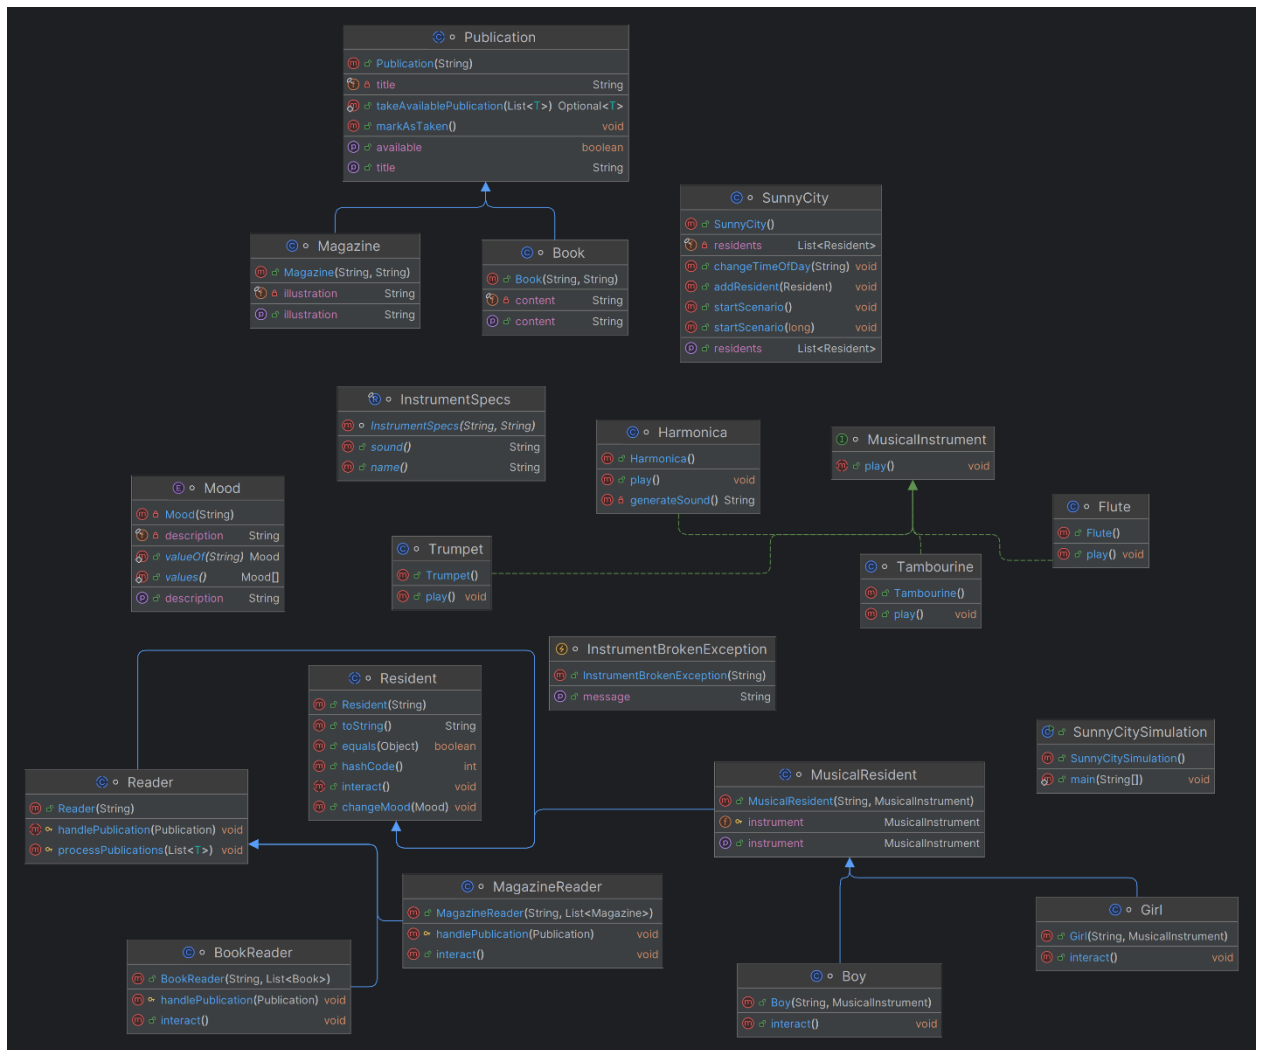 Publication
Publication(String)
title String
takeAvailablePublication(List<T>) Optional<T>
markAsTaken() void
available boolean
title String
SunnyCity
SunnyCity()
residents List<Resident>
changeTimeOfDay(String) void
addResident(Resident) void
startScenario() void
startScenario(long) void
residents List<Resident>
Magazine
Magazine(String, String)
illustration String
illustration String
Book
Book(String, String)
content String
content String
InstrumentSpecs
InstrumentSpecs(String, String)
sound() String
name() String
Harmonica
Harmonica()
play() void
generateSound() String
MusicalInstrument
play() void
Mood
Mood(String)
description String
valueOf(String) Mood
values() Mood[]
description String
Flute
Flute()
play() void
Trumpet
Trumpet()
play() void
Tambourine
Tambourine()
play() void
InstrumentBrokenException
InstrumentBrokenException(String)
message String
Resident
Resident(String)
toString() String
equals(Object) boolean
hashCode() int
interact() void
changeMood(Mood) void
SunnyCitySimulation
SunnyCitySimulation()
main(String[]) void
Reader
Reader(String)
handlePublication(Publication) void
processPublications(List<T>) void
MusicalResident
MusicalResident(String, MusicalInstrument)
instrument MusicalInstrument
instrument MusicalInstrument
MagazineReader
MagazineReader(String, List<Magazine>)
handlePublication(Publication) void
interact() void
Girl
Girl(String, MusicalInstrument)
interact() void
BookReader
BookReader(String, List<Book>)
handlePublication(Publication) void
interact() void
Boy
Boy(String, MusicalInstrument)
interact() void